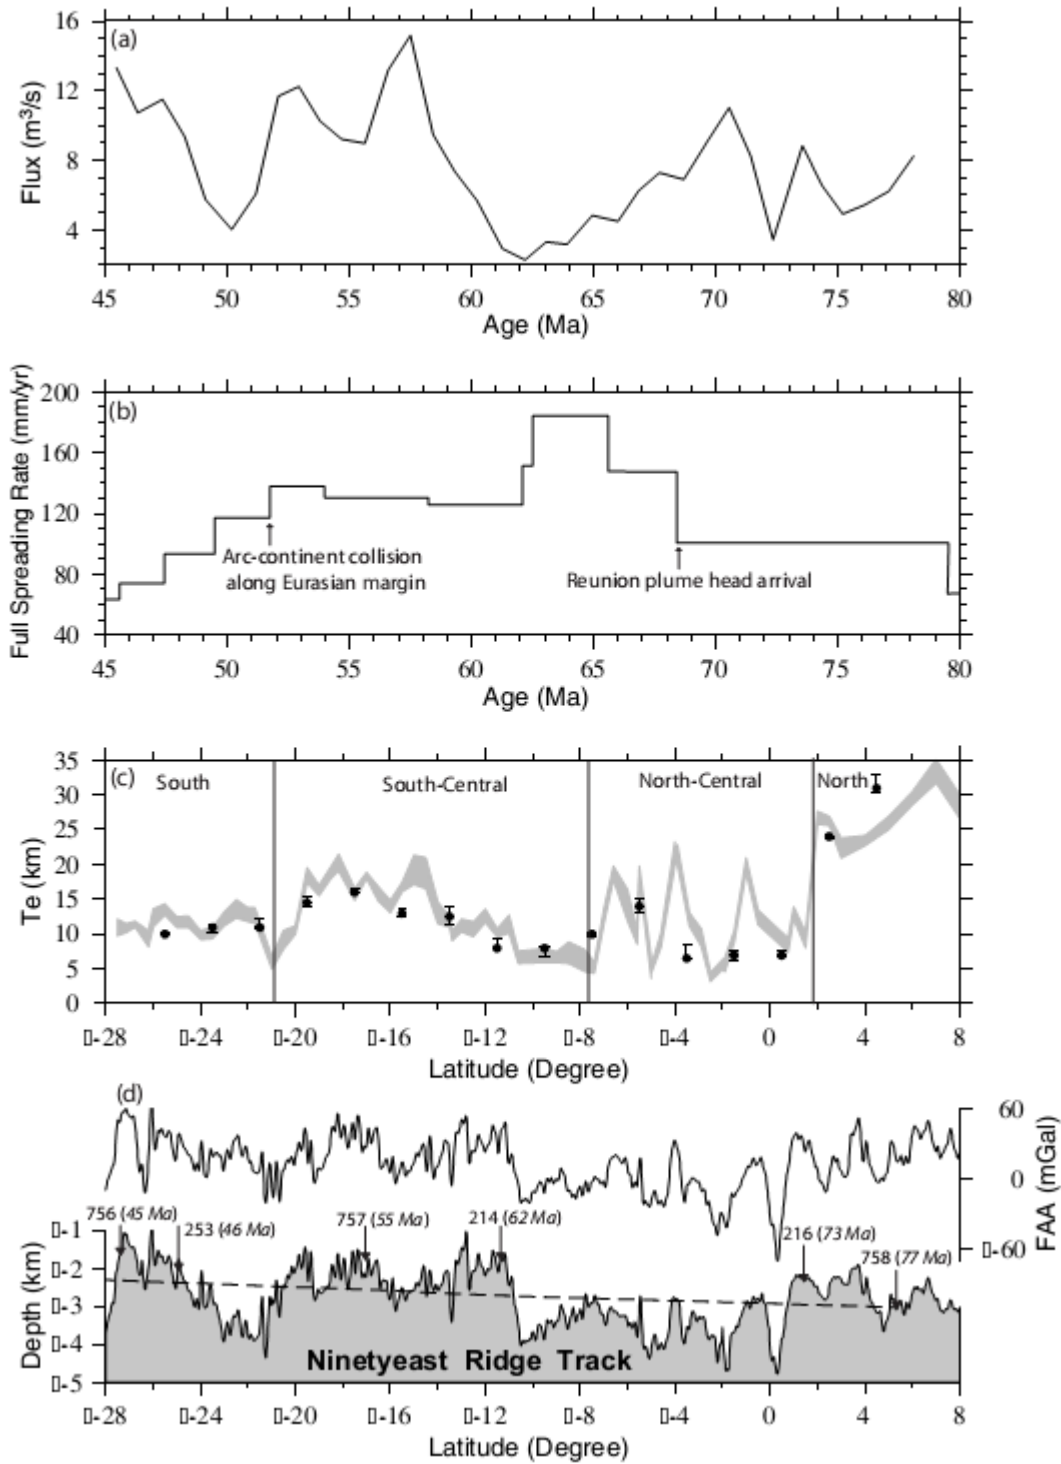 (a)
16
12
8
4
Flux (m³/s)
45 50 55 60 65 70 75 80
Age (Ma)
(b)
200
160
120
80
40
Full Spreading Rate (mm/yr)
Arc-continent collision
along Eurasian margin
Reunion plume head arrival
45 50 55 60 65 70 75 80
Age (Ma)
(c)
South South-Central North-Central North
35
30
25
20
15
10
5
0
Te (km)
▯-28 ▯-24 ▯-20 ▯-16 ▯-12 ▯-8 ▯-4 0 4 8
Latitude (Degree)
(d)
60
0
▯-60
FAA (mGal)
756 (45 Ma)
253 (46 Ma)
757 (55 Ma)
214 (62 Ma)
216 (73 Ma)
758 (77 Ma)
▯-1
▯-2
▯-3
▯-4
▯-5
Depth (km)
Ninetyeast Ridge Track
▯-28 ▯-24 ▯-20 ▯-16 ▯-12 ▯-8 ▯-4 0 4 8
Latitude (Degree)